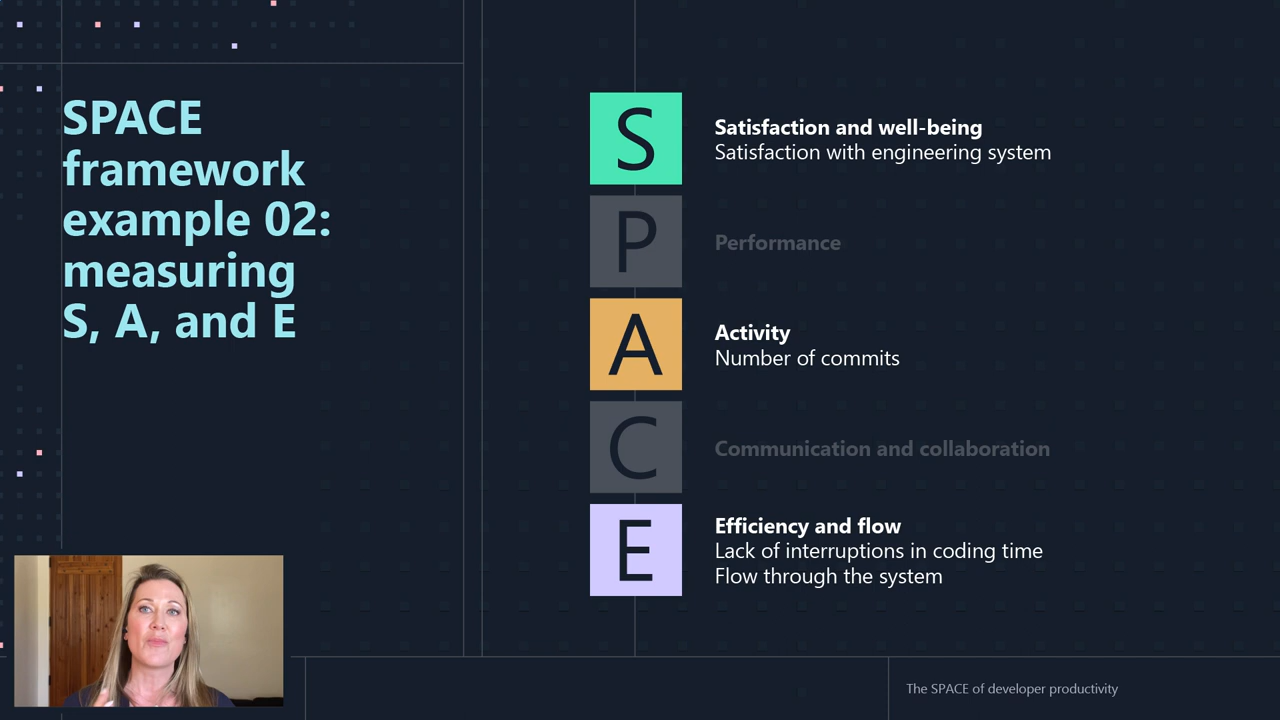 SPACE
framework
example 02:
measuring
S, A, and E
S
Satisfaction and well-being
Satisfaction with engineering system
P
Performance
A
Activity
Number of commits
C
Communication and collaboration
E
Efficiency and flow
Lack of interruptions in coding time
Flow through the system
The SPACE of developer productivity